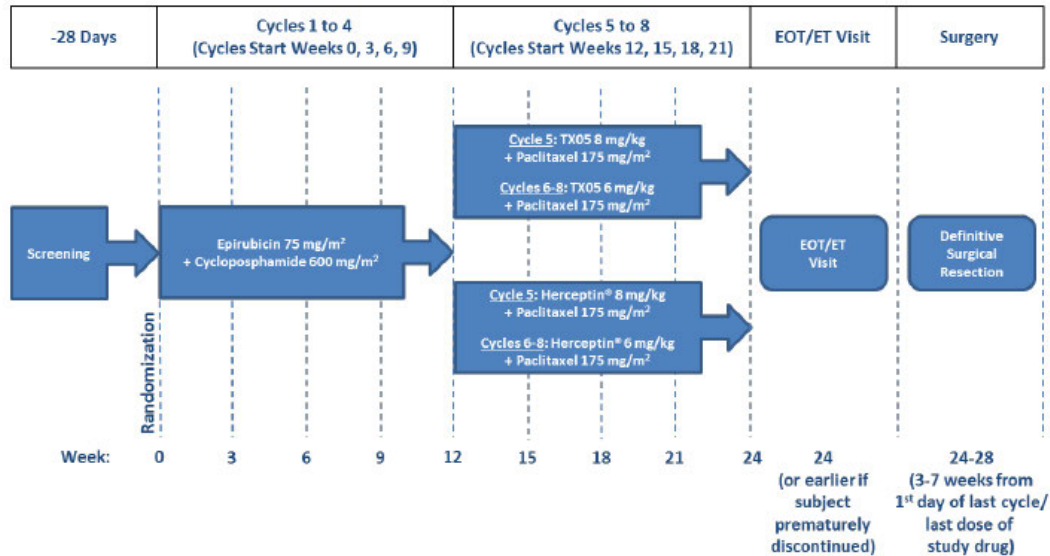 -28 Days
Cycles 1 to 4
(Cycles Start Weeks 0, 3, 6, 9)
Cycles 5 to 8
(Cycles Start Weeks 12, 15, 18, 21)
EOT/ET Visit
Surgery
Screening
Epirubicin 75 mg/m²
+ Cycloposphamide 600 mg/m²
Cycle 5: TX05 8 mg/kg
+ Paclitaxel 175 mg/m²
Cycles 6-8: TX05 6 mg/kg
+ Paclitaxel 175 mg/m²
Cycle 5: Herceptin® 8 mg/kg
+ Paclitaxel 175 mg/m²
Cycles 6-8: Herceptin® 6 mg/kg
+ Paclitaxel 175 mg/m²
EOT/ET
Visit
Definitive
Surgical
Resection
Randomization
Week: 0 3 6 9 12 15 18 21 24
24
(or earlier if
subject
prematurely
discontinued)
24-28
(3-7 weeks from
1st day of last cycle/
last dose of
study drug)